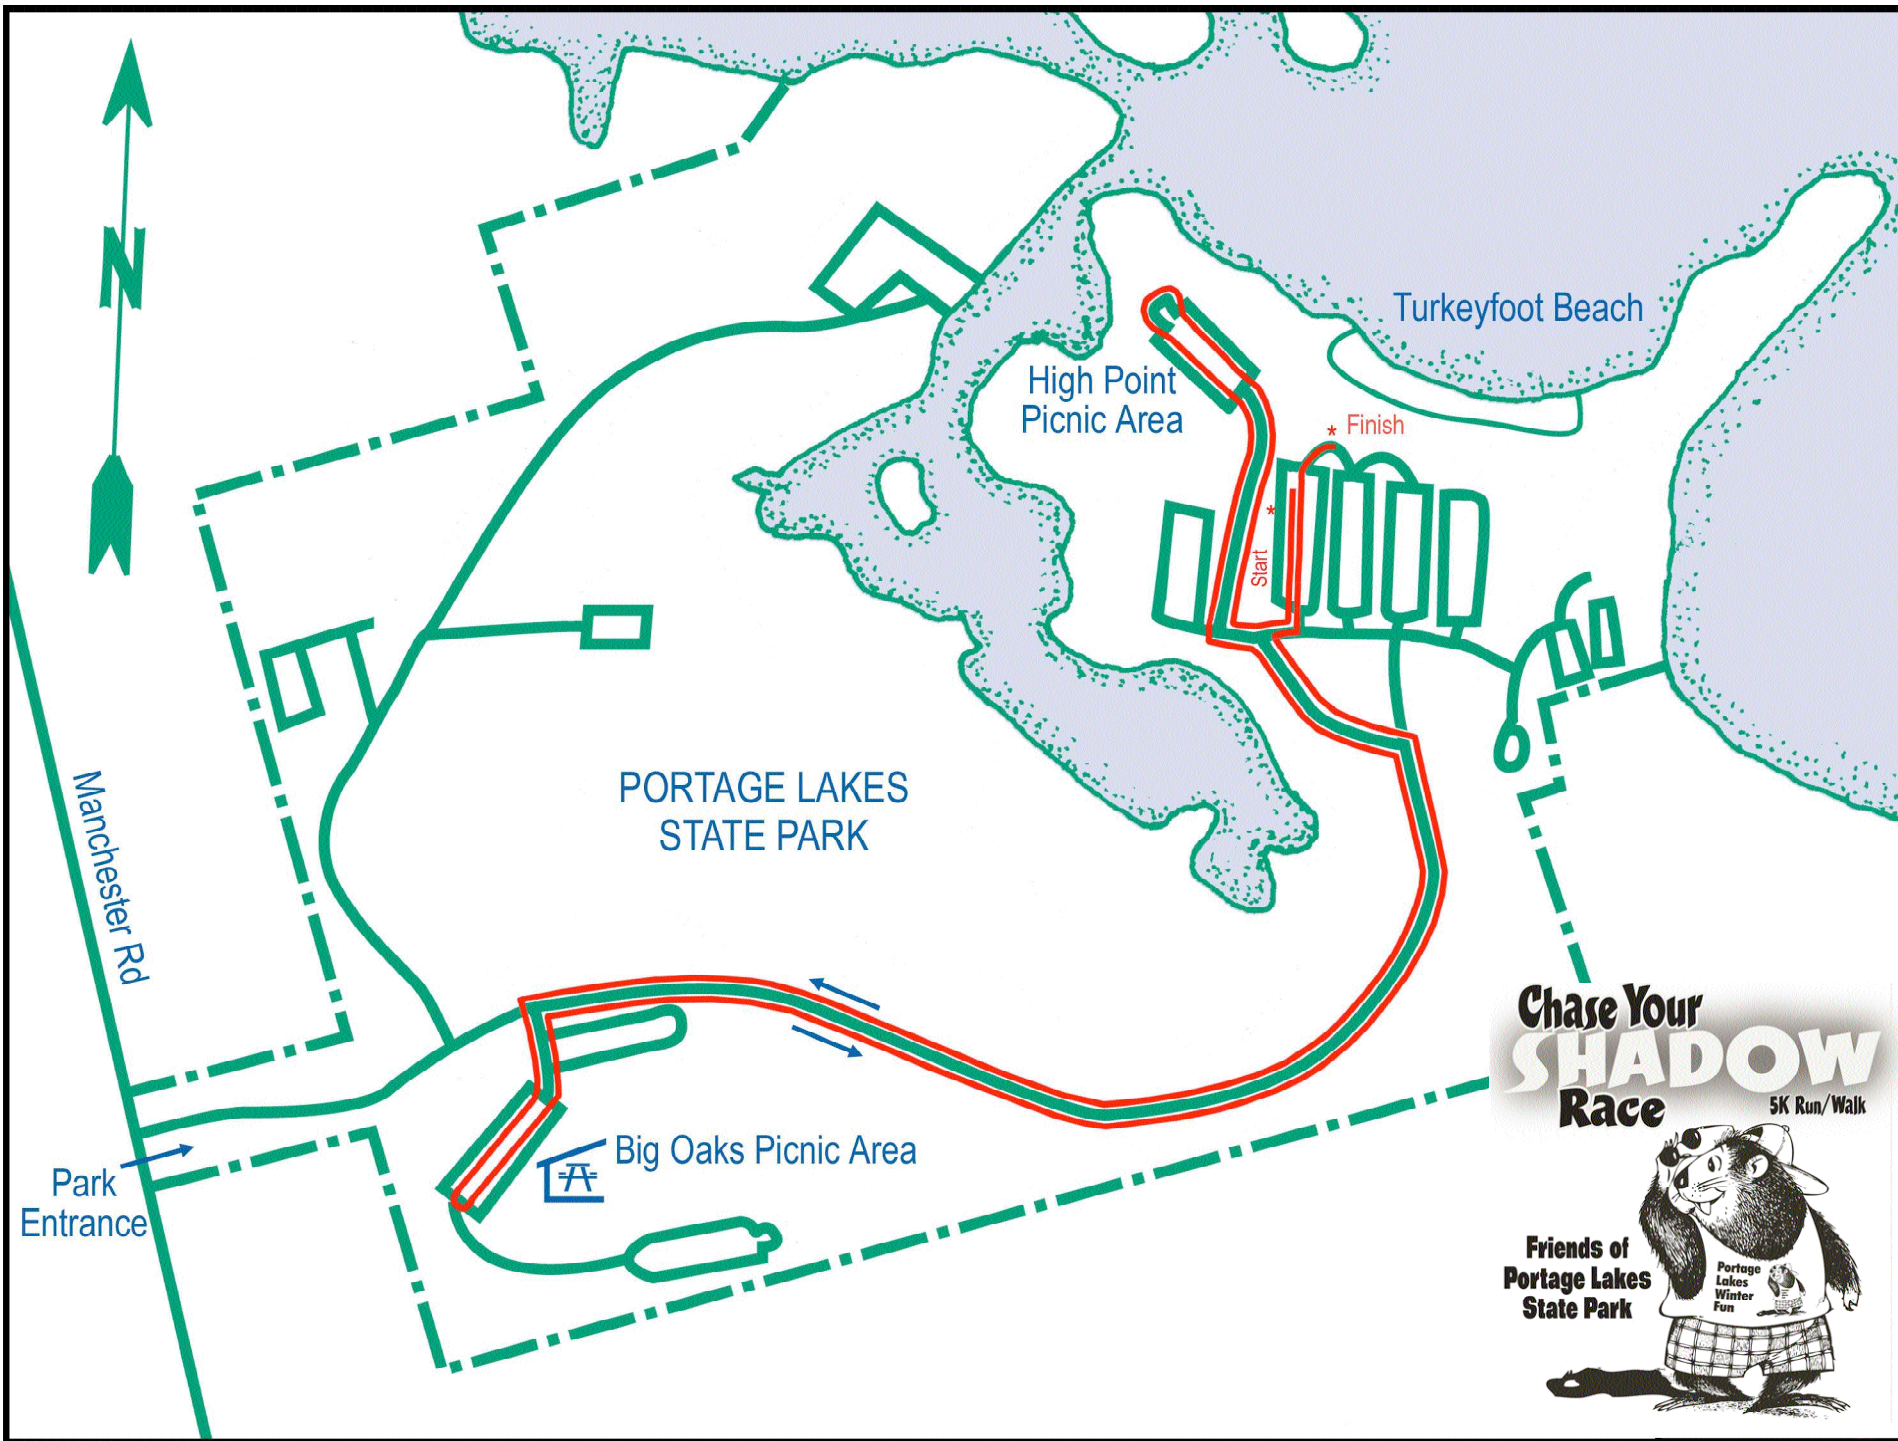 N
Turkeyfoot Beach
High Point
Picnic Area
* Finish
*
Start
PORTAGE LAKES
STATE PARK
Manchester Rd
Big Oaks Picnic Area
Park
Entrance
Chase Your
SHADOW
Race
5K Run/Walk
Friends of
Portage Lakes
State Park
Portage
Lakes
Winter
Fun